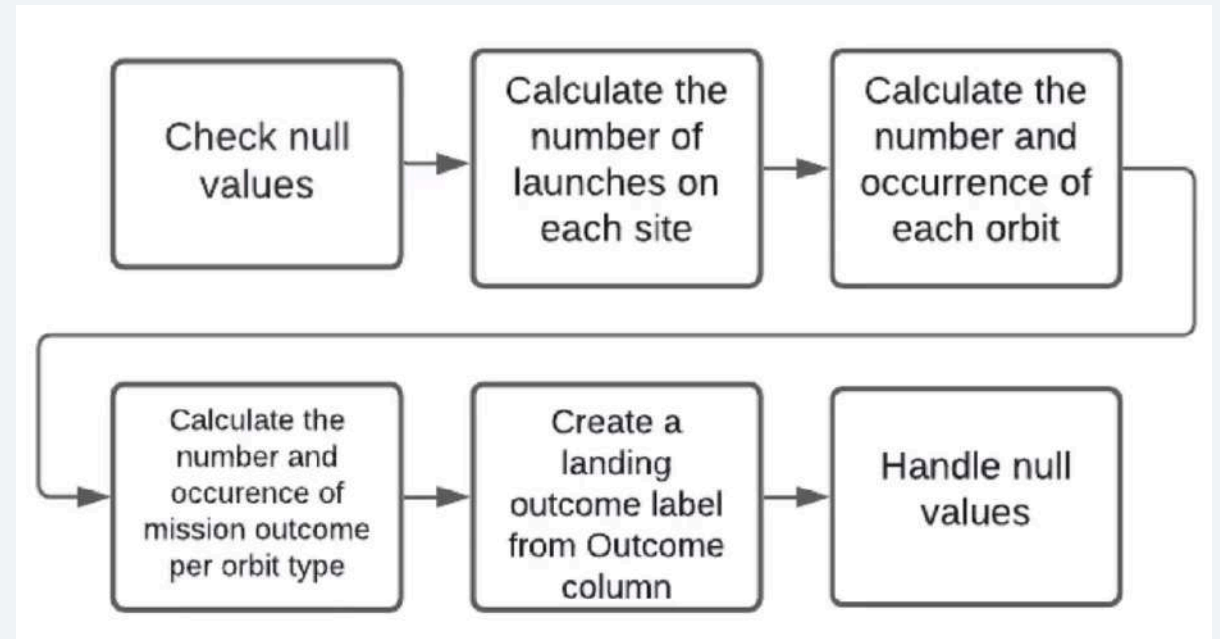 Check null
values
Calculate the
number of
launches on
each site
Calculate the
number and
occurrence of
each orbit
Calculate the
number and
occurence of
mission outcome
per orbit type
Create a
landing
outcome label
from Outcome
column
Handle null
values